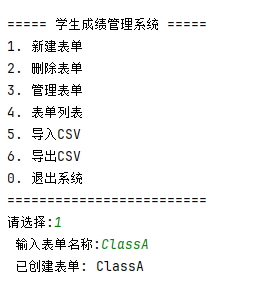 ===== 学生成绩管理系统 =====
1. 新建表单
2. 删除表单
3. 管理表单
4. 表单列表
5. 导入CSV
6. 导出CSV
0. 退出系统
=========================
请选择:1
输入表单名称:ClassA
已创建表单: ClassA